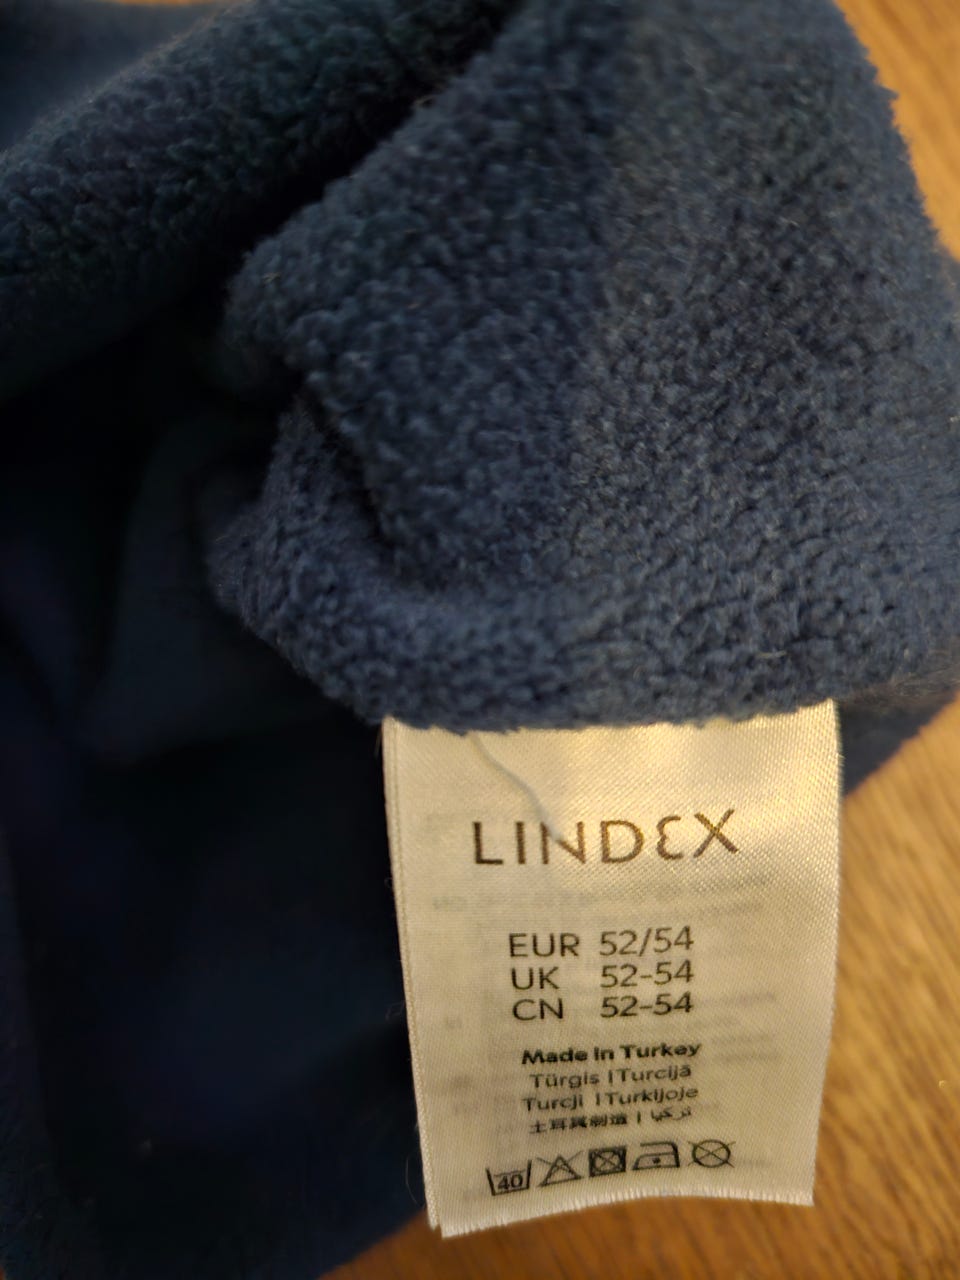 LINDEX
EUR 52/54
UK 52-54
CN 52-54
Made in Turkey
Türgis | Turcijā
Turcji | Turkijoje
土耳其制造 | تركيا
40